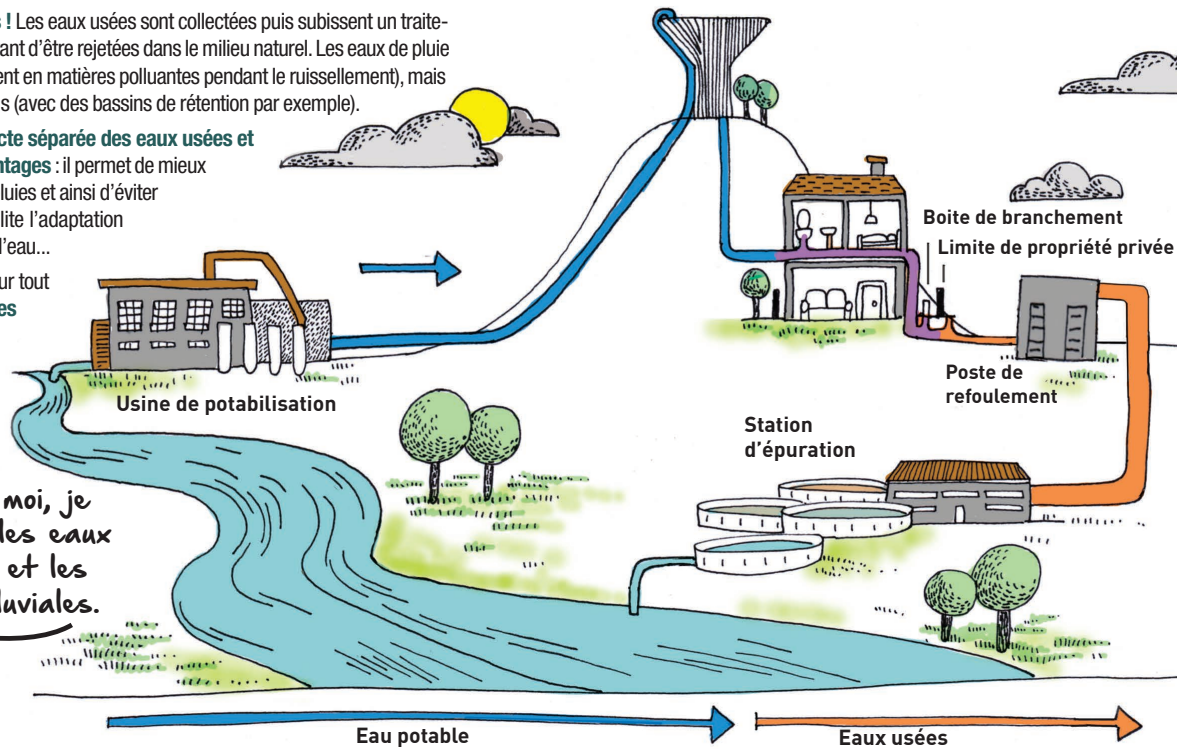 s ! Les eaux usées sont collectées puis subissent un traite-
ant d'être rejetées dans le milieu naturel. Les eaux de pluie
ent en matières polluantes pendant le ruissellement), mais
s (avec des bassins de rétention par exemple).
cte séparée des eaux usées et
ntages : il permet de mieux
luies et ainsi d'éviter
lite l'adaptation
d'eau...
ur tout
es
Boite de branchement
Limite de propriété privée
Usine de potabilisation
Poste de
refoulement
Station
d'épuration
moi, je
les eaux
et les
luviales.
Eau potable
Eaux usées